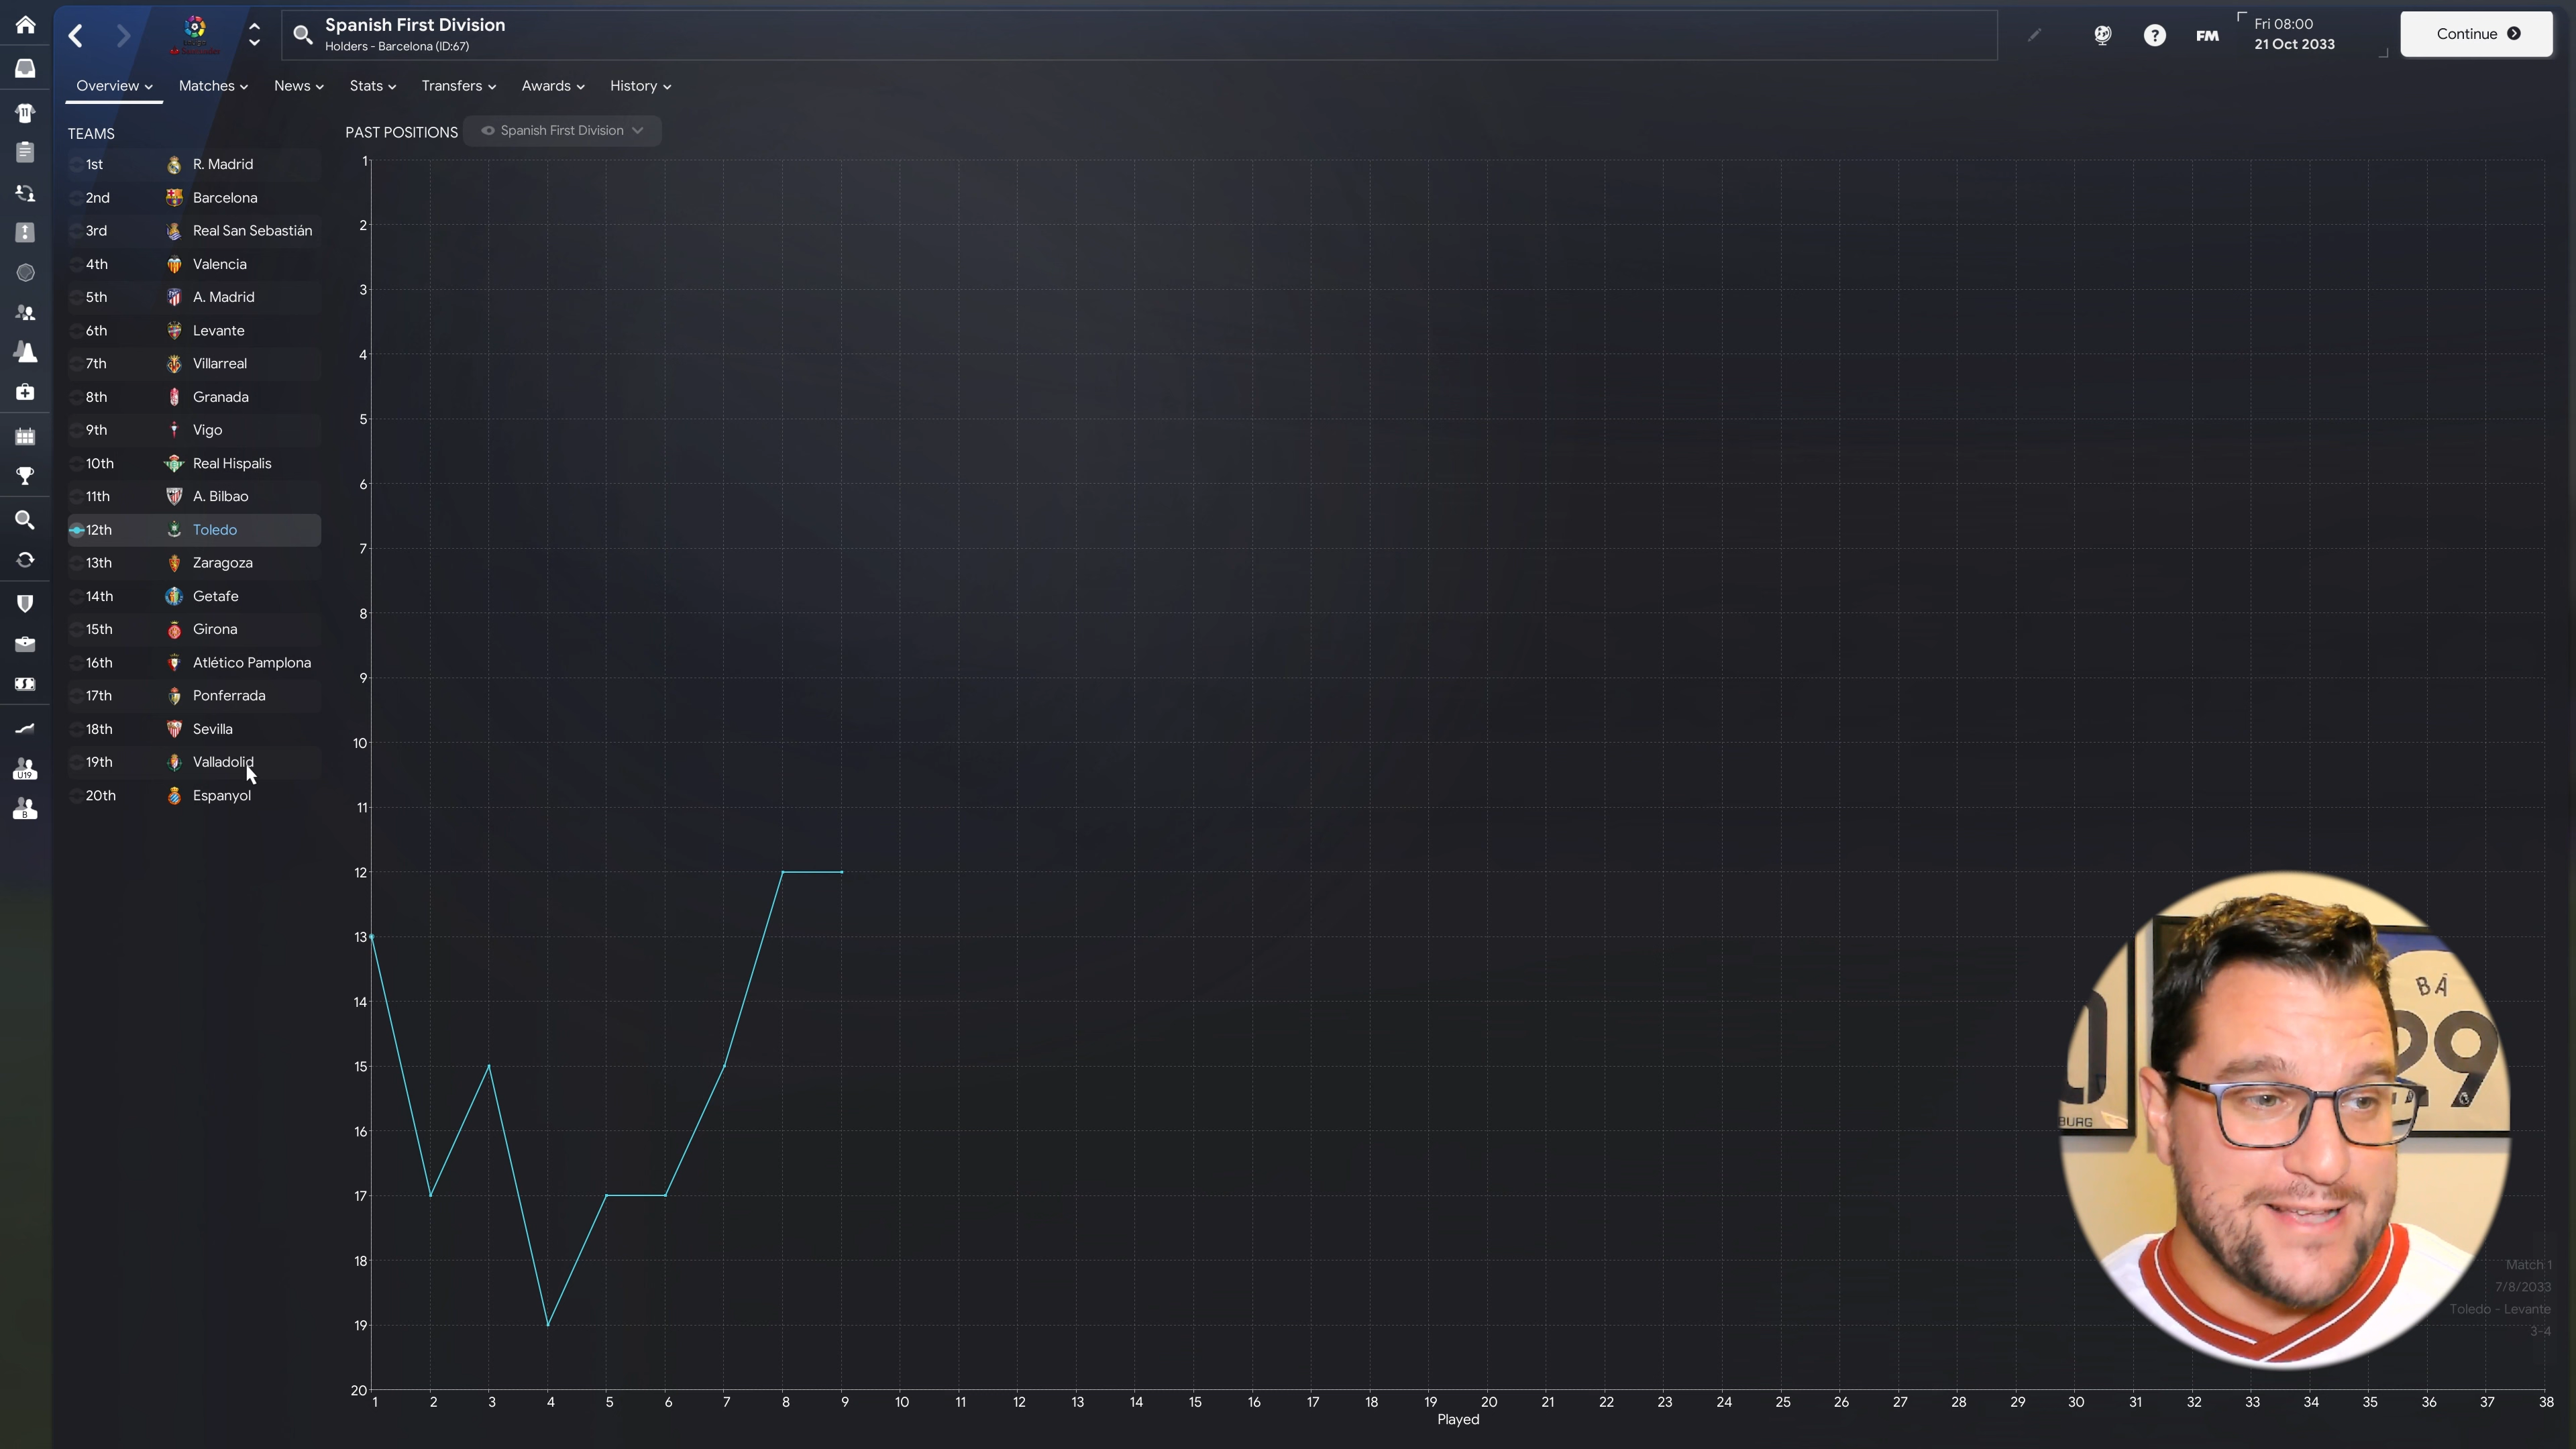 Spanish First Division
Holders - Barcelona (ID:67)
FM
Fri 08:00
21 Oct 2033
Continue
Overview
Matches
News
Stats
Transfers
Awards
History
TEAMS
1st R. Madrid
2nd Barcelona
3rd Real San Sebastián
4th Valencia
5th A. Madrid
6th Levante
7th Villarreal
8th Granada
9th Vigo
10th Real Hispalis
11th A. Bilbao
12th Toledo
13th Zaragoza
14th Getafe
15th Girona
16th Atlético Pamplona
17th Ponferrada
18th Sevilla
19th Valladolid
20th Espanyol
U19
B
PAST POSITIONS
Spanish First Division
1
2
3
4
5
6
7
8
9
10
11
12
13
14
15
16
17
18
19
20
1 2 3 4 5 6 7 8 9 10 11 12 13 14 15 16 17 18 19 20 21 22 23 24 25 26 27 28 29 30 31 32 33 34 35 36 37 38
Played
BURG
BÁ
29
Match 1
7/8/2033
Toledo - Levante
3-4